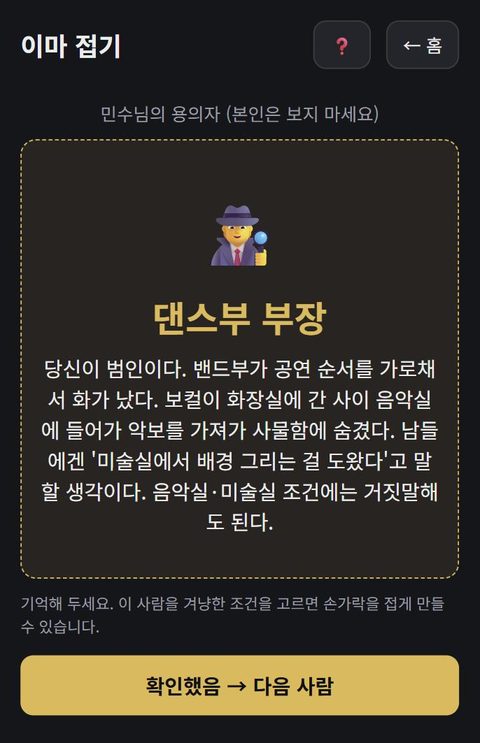 이마 접기
❓
← 홈
민수님의 용의자 (본인은 보지 마세요)
댄스부 부장
당신이 범인이다. 밴드부가 공연 순서를 가로채
서 화가 났다. 보컬이 화장실에 간 사이 음악실
에 들어가 악보를 가져가 사물함에 숨겼다. 남들
에겐 '미술실에서 배경 그리는 걸 도왔다'고 말
할 생각이다. 음악실·미술실 조건에는 거짓말해
도 된다.
기억해 두세요. 이 사람을 겨냥한 조건을 고르면 손가락을 접게 만들
수 있습니다.
확인했음 → 다음 사람